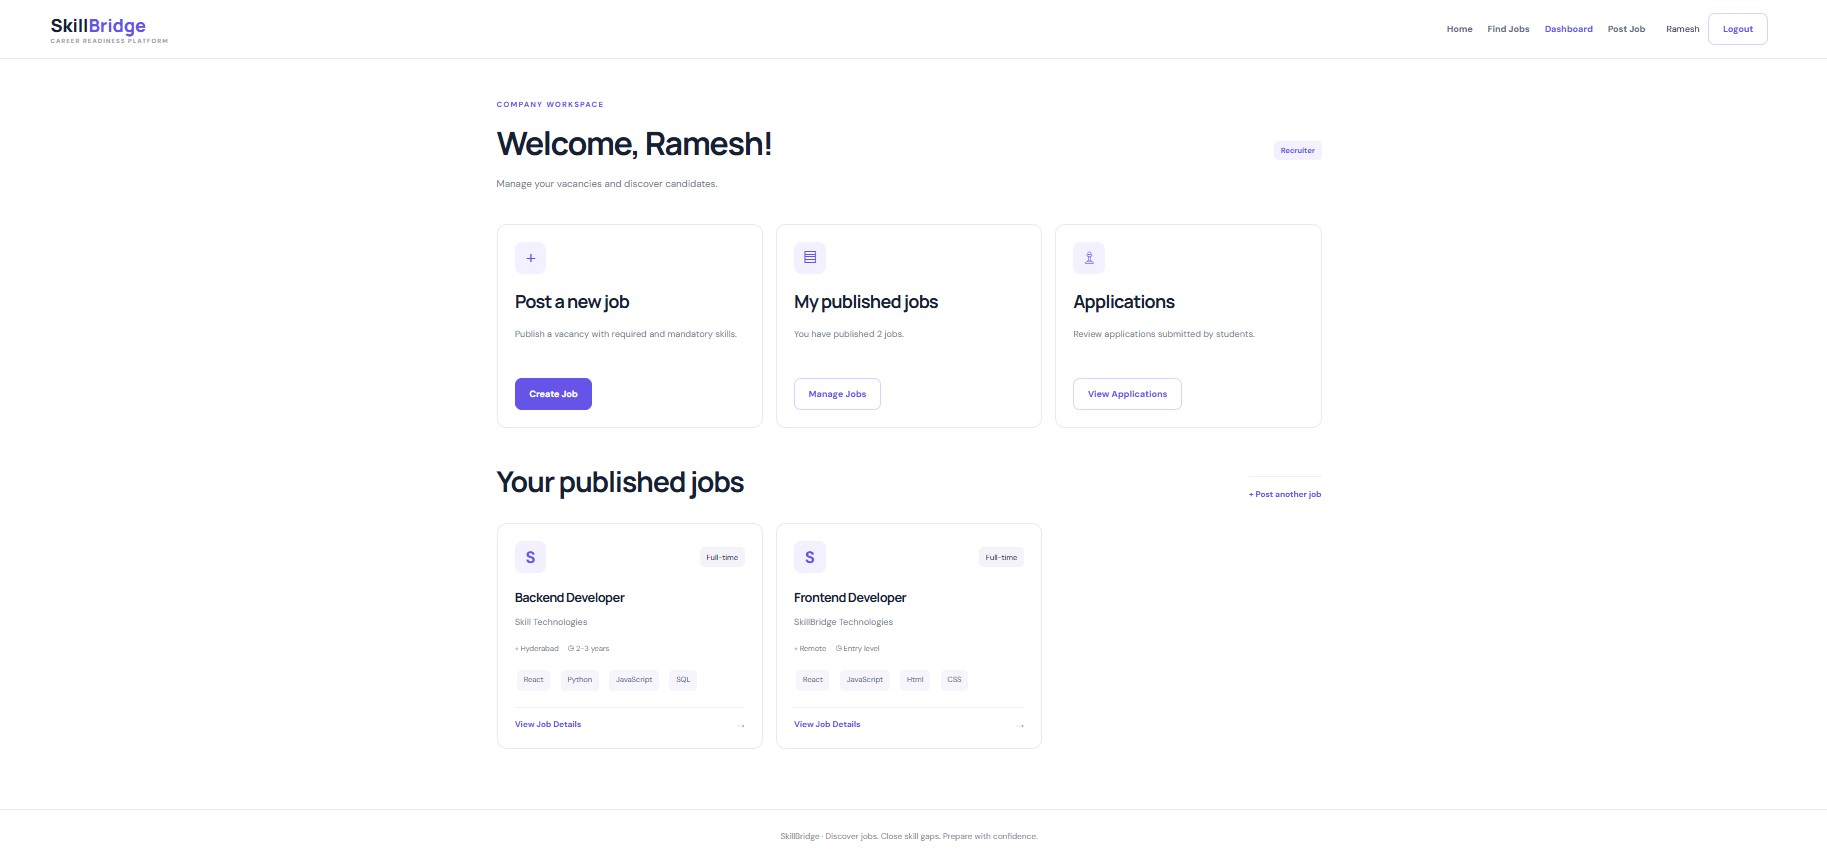 SkillBridge
CAREER READINESS PLATFORM
Home Find Jobs Dashboard Post Job Ramesh Logout
COMPANY WORKSPACE
Welcome, Ramesh!
Recruiter
Manage your vacancies and discover candidates.
+
Post a new job
Publish a vacancy with required and mandatory skills.
Create Job
My published jobs
You have published 2 jobs.
Manage Jobs
Applications
Review applications submitted by students.
View Applications
Your published jobs
+ Post another job
S Full-time
Backend Developer
Skill Technologies
Hyderabad 2-3 years
React Python JavaScript SQL
View Job Details →
S Full-time
Frontend Developer
SkillBridge Technologies
Remote Entry level
React JavaScript Html CSS
View Job Details →
SkillBridge · Discover jobs. Close skill gaps. Prepare with confidence.